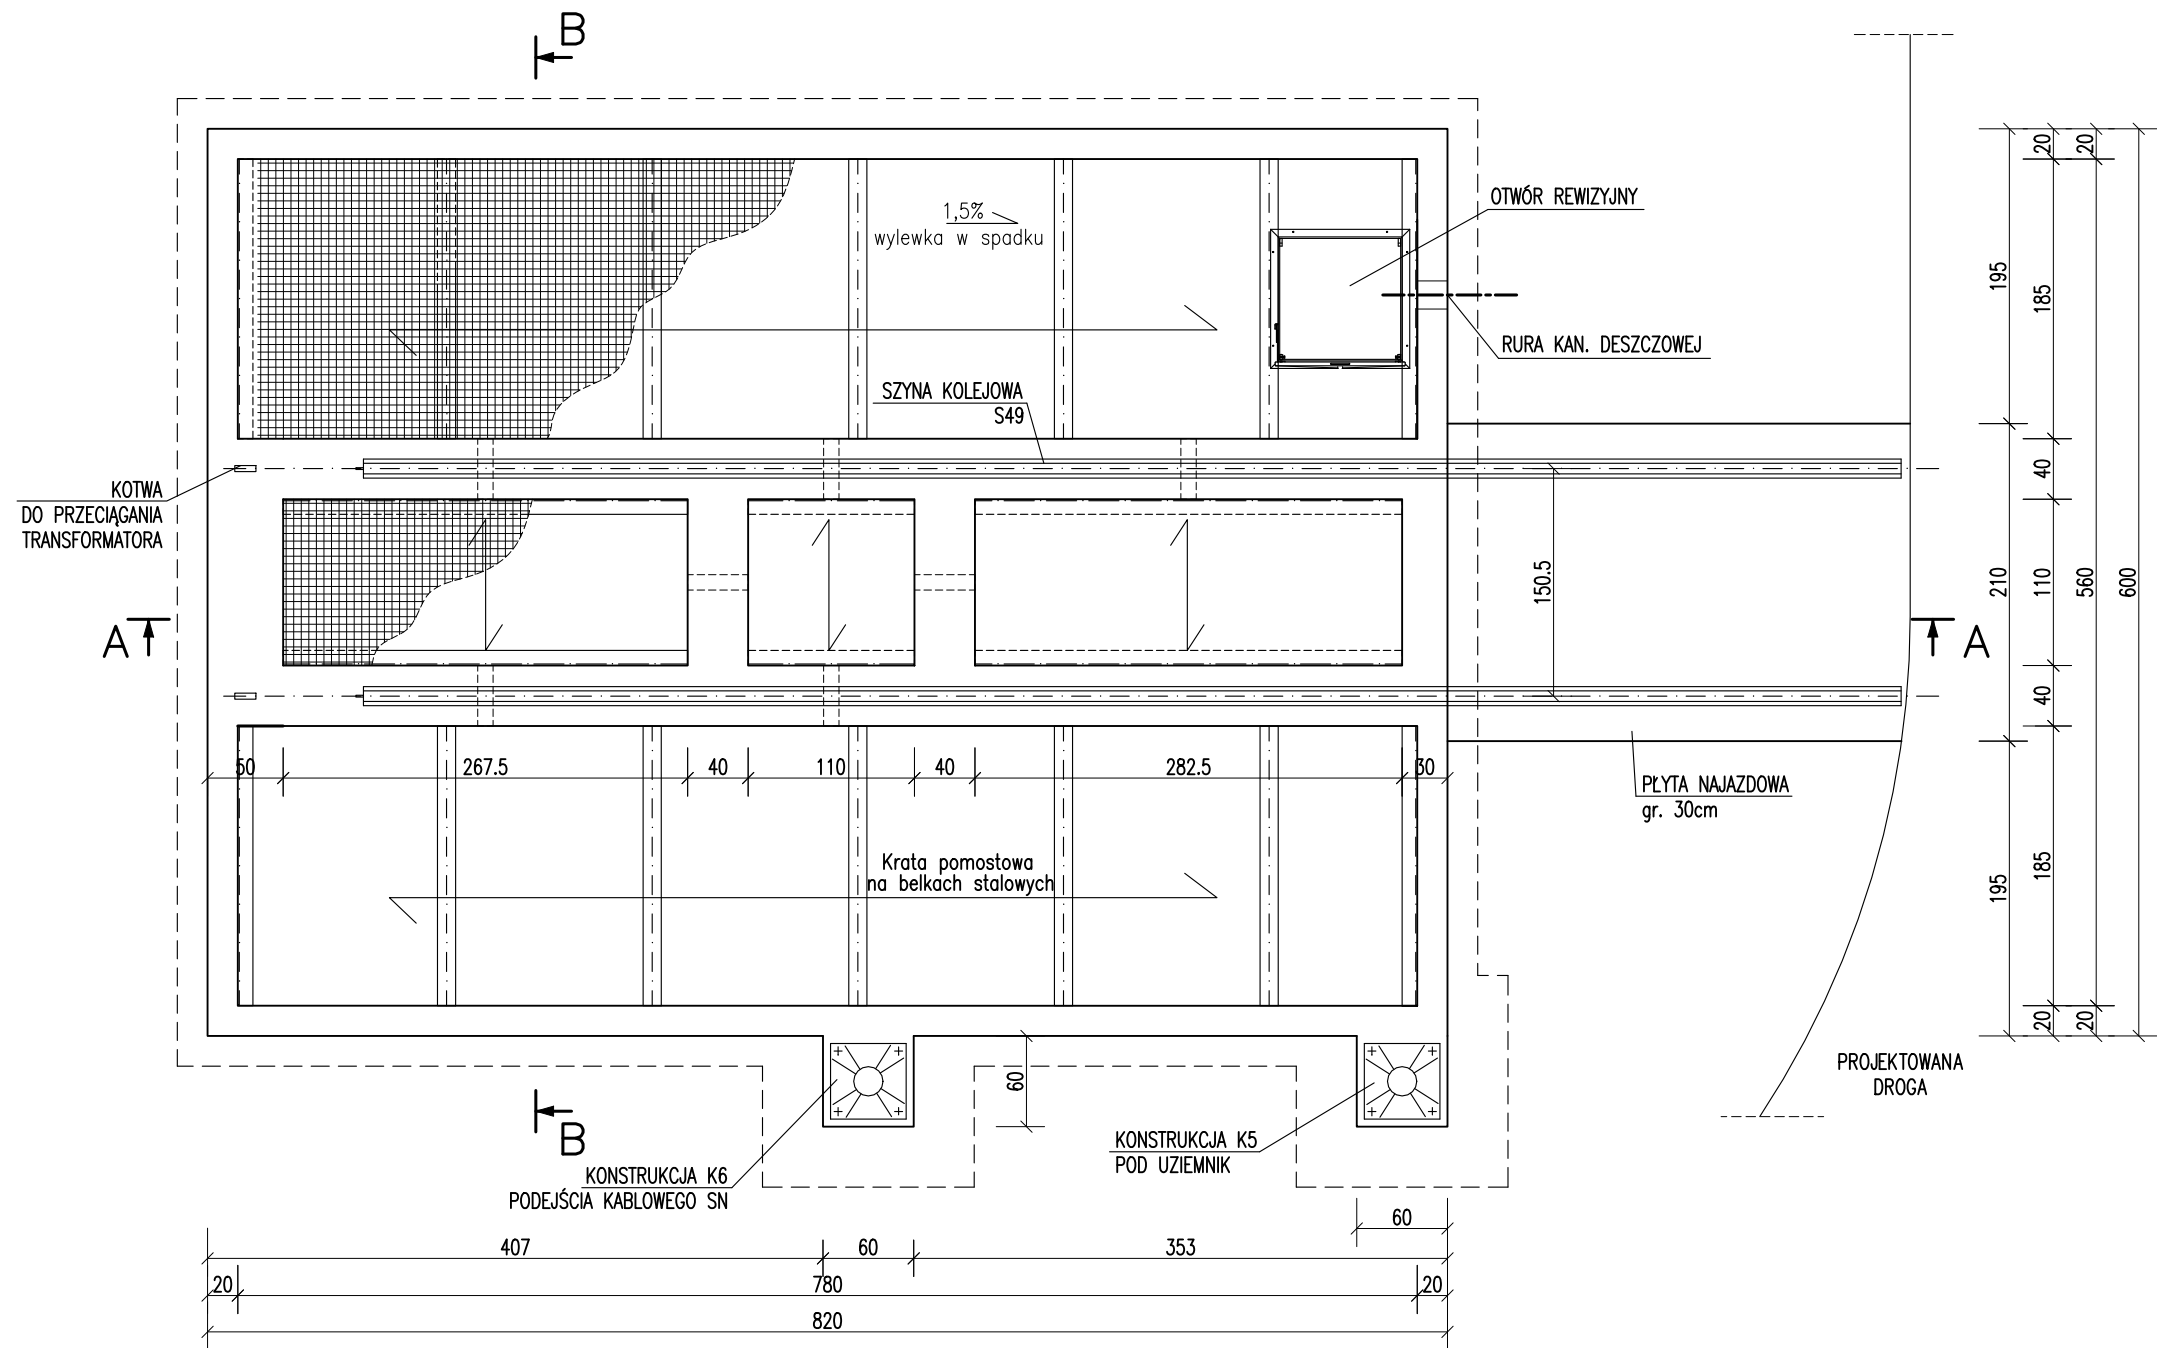 B
1,5%
wylewka w spadku
OTWÓR REWIZYJNY
RURA KAN. DESZCZOWEJ
SZYNA KOLEJOWA
S49
KOTWA
DO PRZECIĄGANIA
TRANSFORMATORA
A
A
150.5
50
267.5
40
110
40
282.5
30
PŁYTA NAJAZDOWA
gr. 30cm
Krata pomostowa
na belkach stalowych
60
B
KONSTRUKCJA K6
PODEJŚCIA KABLOWEGO SN
KONSTRUKCJA K5
POD UZIEMNIK
PROJEKTOWANA
DROGA
60
407
60
353
20
780
20
820
195
210
195
20
185
40
110
40
185
20
20
560
20
600